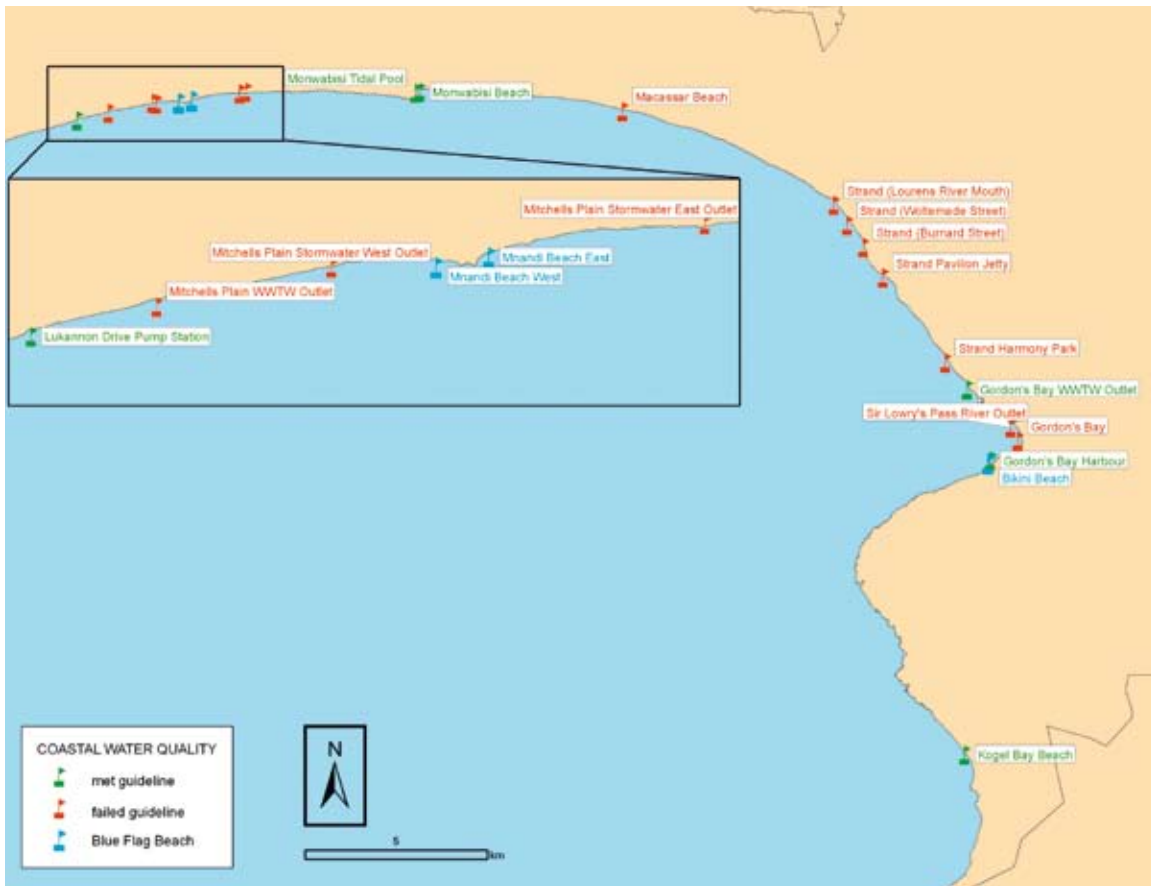 Monwabisi Tidal Pool
Monwabisi Beach
Macassar Beach
Strand (Lourens River Mouth)
Strand (Woltemade Street)
Strand (Burnard Street)
Strand Pavilion Jetty
Mitchells Plain Stormwater East Outlet
Mitchells Plain Stormwater West Outlet
Mnandi Beach East
Mnandi Beach West
Mitchells Plain WWTW Outlet
Lukannon Drive Pump Station
Strand Harmony Park
Gordon's Bay WWTW Outlet
Sir Lowry's Pass River Outlet
Gordon's Bay
Gordon's Bay Harbour
Bikini Beach
Kogel Bay Beach
COASTAL WATER QUALITY
met guideline
failed guideline
Blue Flag Beach
N
5
km